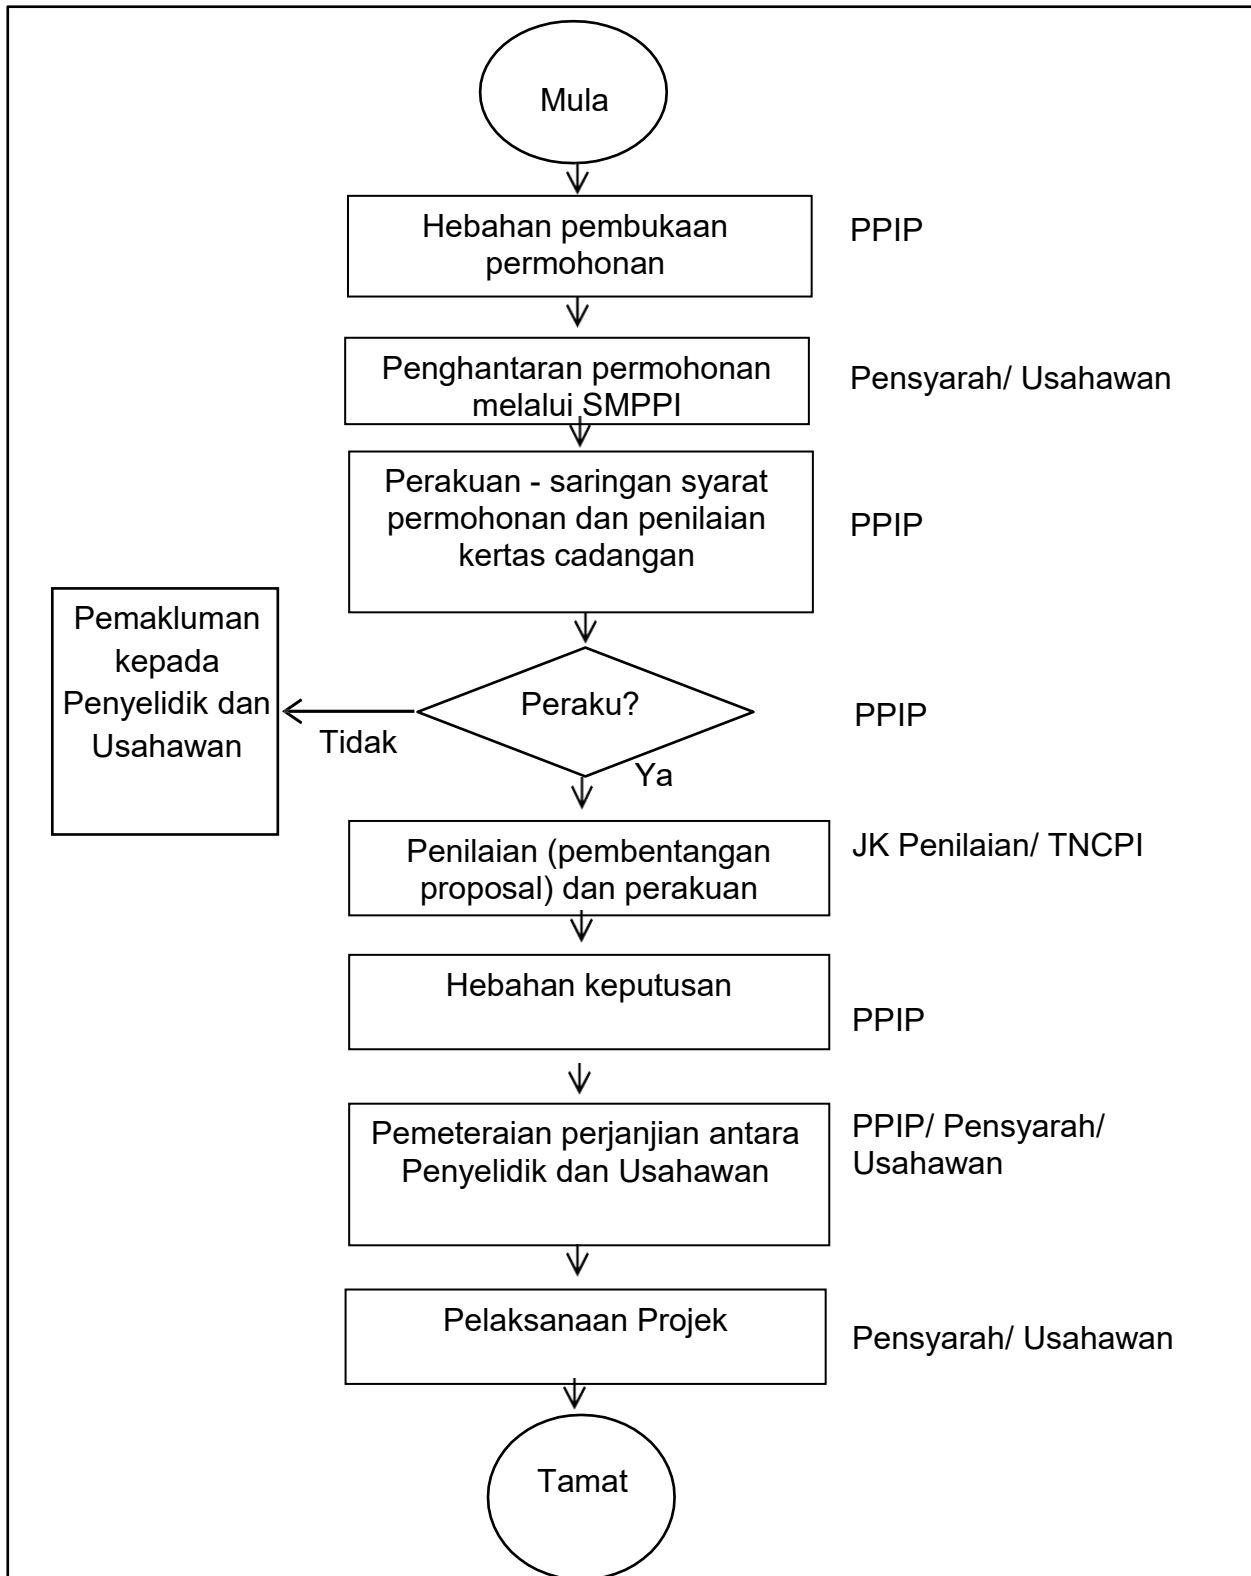 Mula
Hebahan pembukaan
permohonan
PPIP
Penghantaran permohonan
melalui SMPPI
Pensyarah/ Usahawan
Perakuan - saringan syarat
permohonan dan penilaian
kertas cadangan
PPIP
Pemakluman
kepada
Penyelidik dan
Usahawan
Tidak
Peraku?
PPIP
Ya
Penilaian (pembentangan
proposal) dan perakuan
JK Penilaian/ TNCPI
Hebahan keputusan
PPIP
Pemeteraian perjanjian antara
Penyelidik dan Usahawan
PPIP/ Pensyarah/
Usahawan
Pelaksanaan Projek
Pensyarah/ Usahawan
Tamat